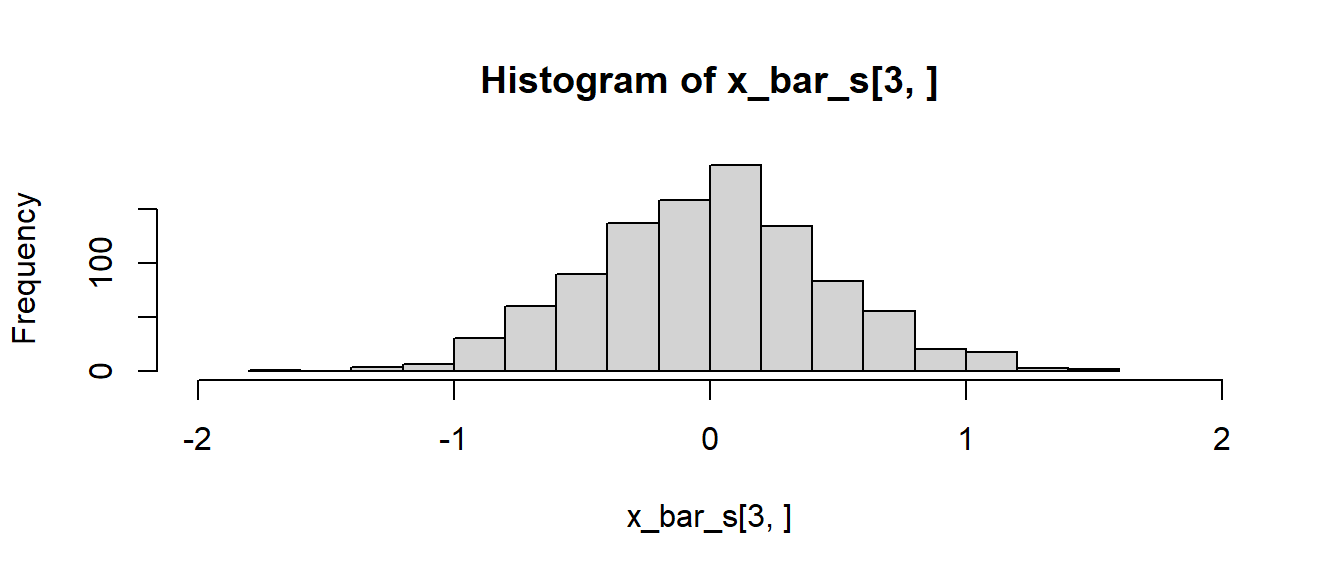 Histogram of x_bar_s[3, ]
Frequency
100
0
-2 -1 0 1 2
x_bar_s[3, ]